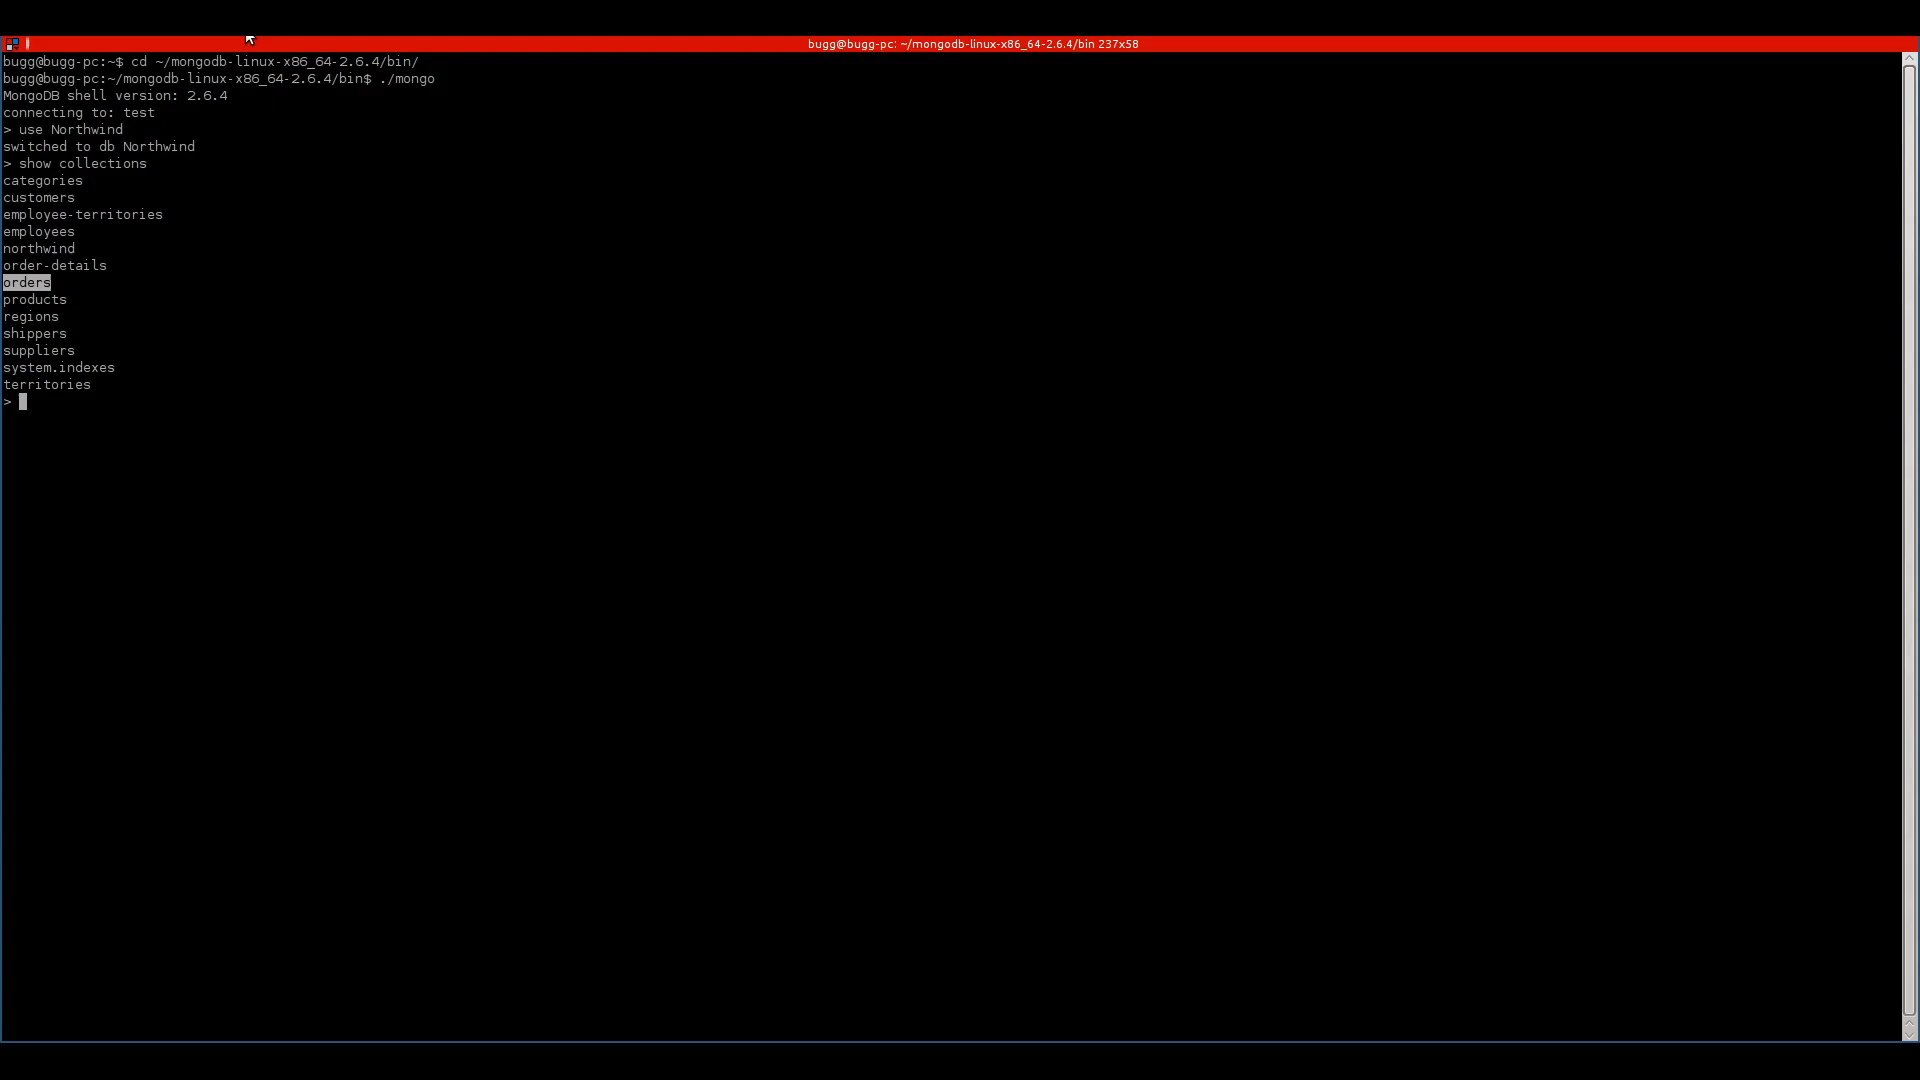 bugg@bugg-pc: ~/mongodb-linux-x86_64-2.6.4/bin 237x58
bugg@bugg-pc:~$ cd ~/mongodb-linux-x86_64-2.6.4/bin/
bugg@bugg-pc:~/mongodb-linux-x86_64-2.6.4/bin$ ./mongo
MongoDB shell version: 2.6.4
connecting to: test
> use Northwind
switched to db Northwind
> show collections
categories
customers
employee-territories
employees
northwind
order-details
orders
products
regions
shippers
suppliers
system.indexes
territories
>